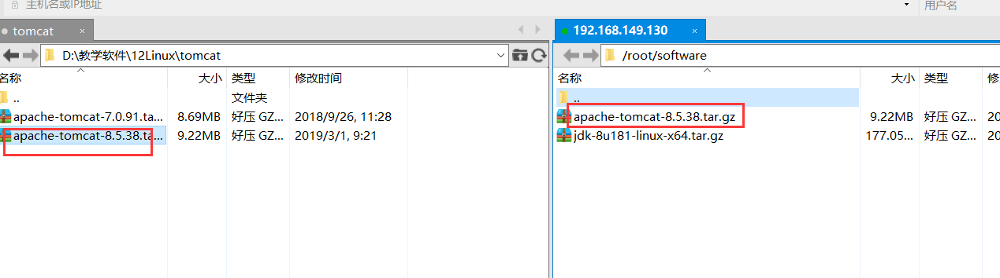 主机名或IP地址
用户名
tomcat
192.168.149.130
D:\教学软件\12Linux\tomcat
/root/software
名称 大小 类型 修改时间
.. 文件夹
apache-tomcat-7.0.91.ta... 8.69MB 好压 GZ... 2018/9/26, 11:28
apache-tomcat-8.5.38.ta... 9.22MB 好压 GZ... 2019/3/1, 9:21
名称 大小 类型 修
..
apache-tomcat-8.5.38.tar.gz 9.22MB 好压 GZ... 20
jdk-8u181-linux-x64.tar.gz 177.05... 好压 GZ... 20